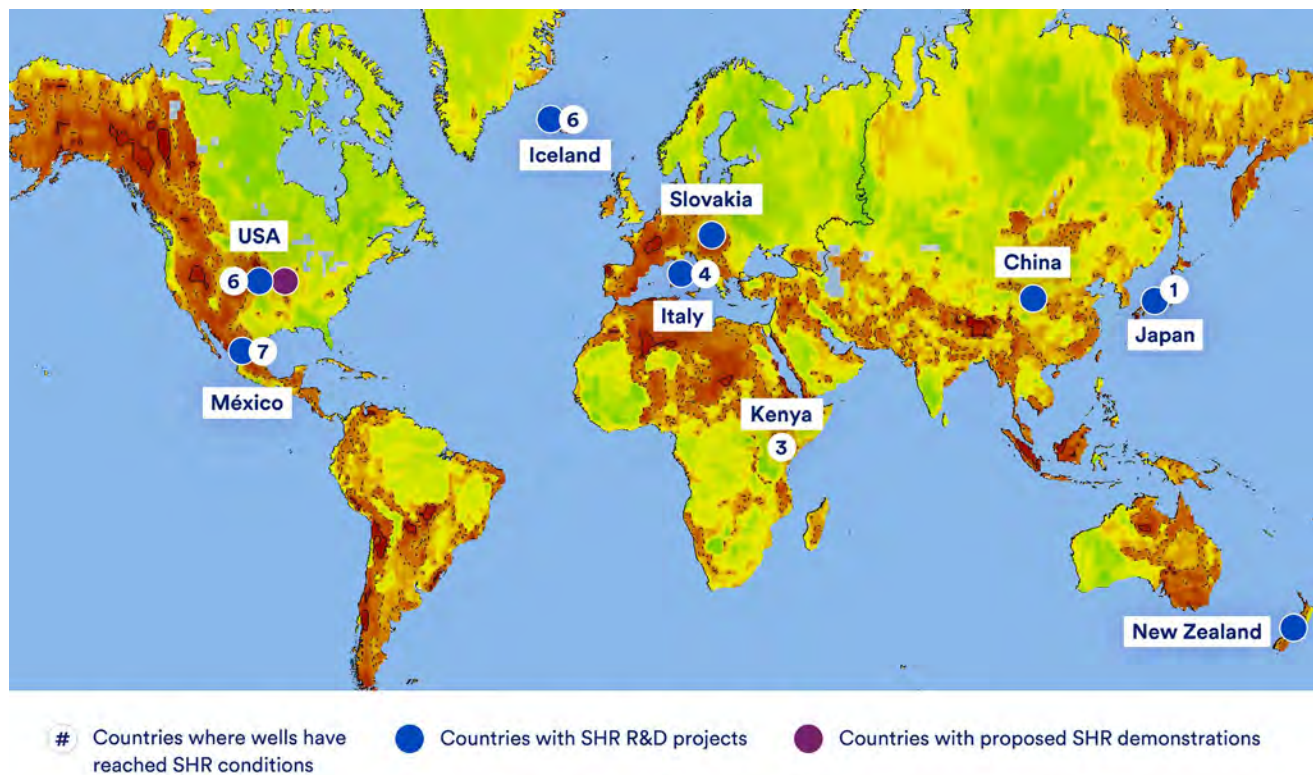 6
Iceland
Slovakia
USA
6
4
China
1
Italy
Japan
7
México
Kenya
3
New Zealand
# Countries where wells have
reached SHR conditions
Countries with SHR R&D projects
Countries with proposed SHR demonstrations